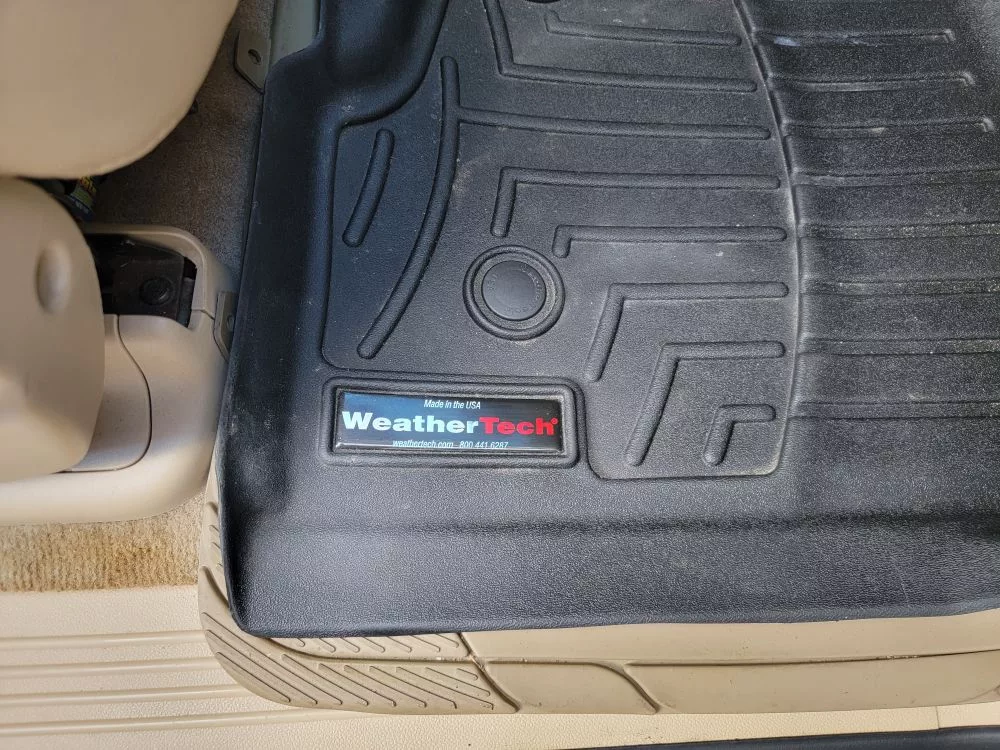 Made in the USA
WeatherTech®
weathertech.com - 800.441.6287